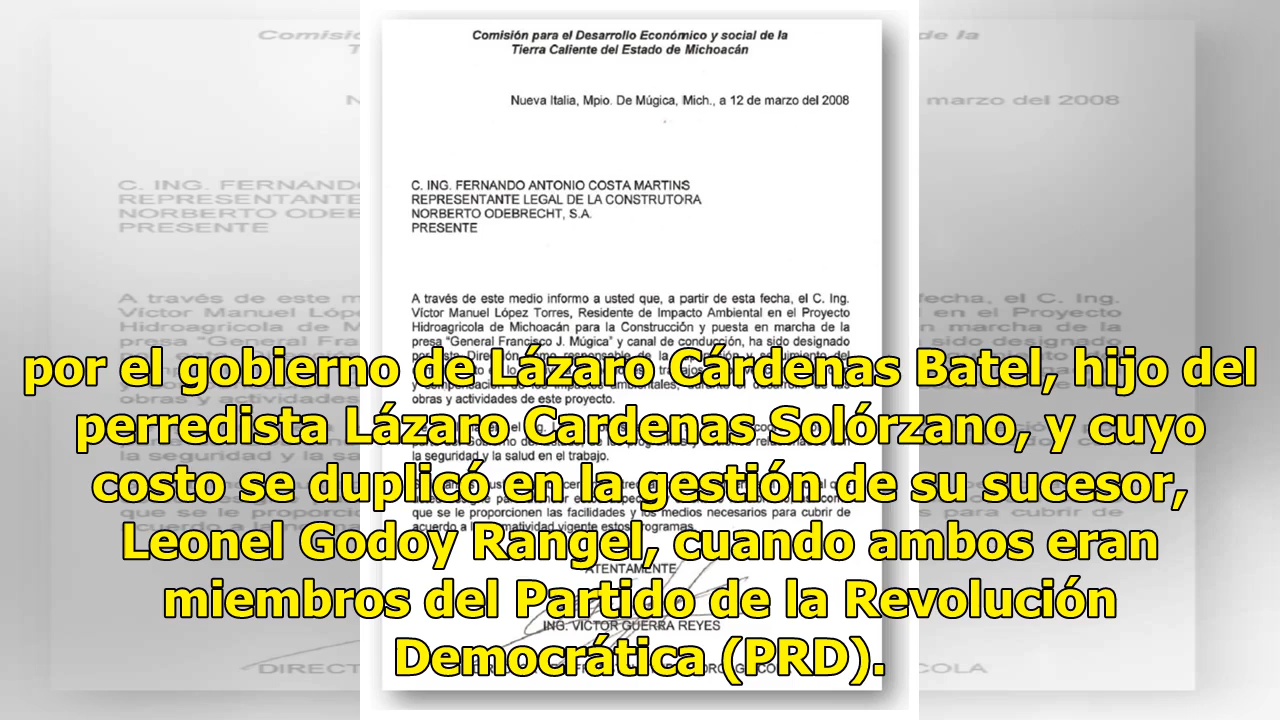 Comisión para el Desarrollo Económico y social de la
Tierra Caliente del Estado de Michoacán
Nueva Italia, Mpio. De Múgica, Mich., a 12 de marzo del 2008
C. ING. FERNANDO ANTONIO COSTA MARTINS
REPRESENTANTE LEGAL DE LA CONSTRUTORA
NORBERTO ODEBRECHT, S.A.
PRESENTE
A través de este medio informo a usted que, a partir de esta fecha, el C. Ing.
Víctor Manuel López Torres, Residente de Impacto Ambiental en el Proyecto
Hidroagrícola de Michoacán para la Construcción y puesta en marcha de la
presa "General Francisco J. Múgica" y canal de conducción, ha sido designado
por el gobierno de Lázaro Cárdenas Batel, hijo del
perredista Lázaro Cardenas Solórzano, y cuyo
costo se duplicó en la gestión de su sucesor,
Leonel Godoy Rangel, cuando ambos eran
miembros del Partido de la Revolución
Democrática (PRD).
obras y actividades de este proyecto.
la seguridad y la salud en el trabajo.
que se le proporcionen las facilidades y los medios necesarios para cubrir de
ATENTAMENTE
ING. VÍCTOR GUERRA REYES